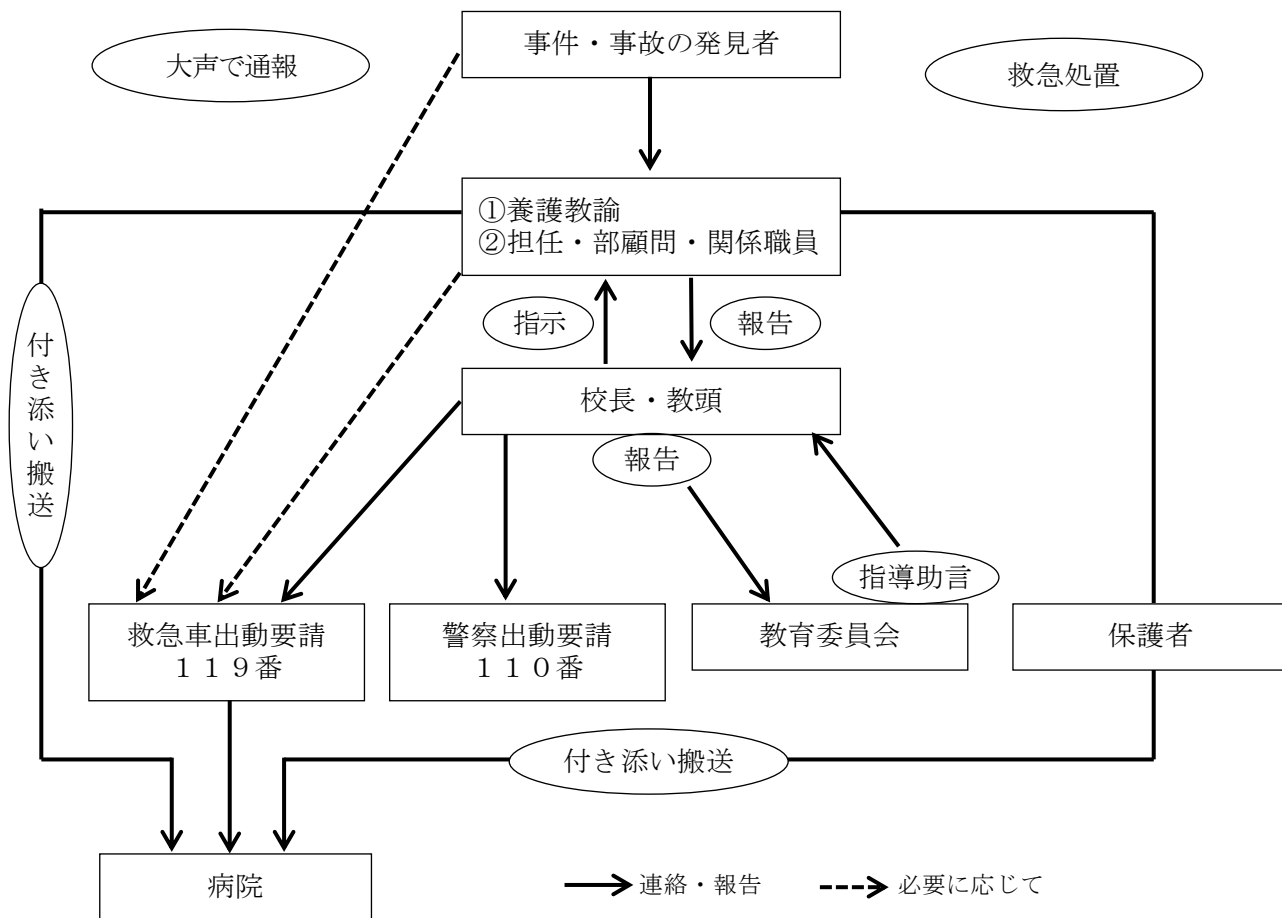 事件・事故の発見者
大声で通報
救急処置
①養護教諭
②担任・部顧問・関係職員
指示
報告
付き添い搬送
校長・教頭
報告
指導助言
救急車出動要請
１１９番
警察出動要請
１１０番
教育委員会
保護者
付き添い搬送
病院
連絡・報告
必要に応じて